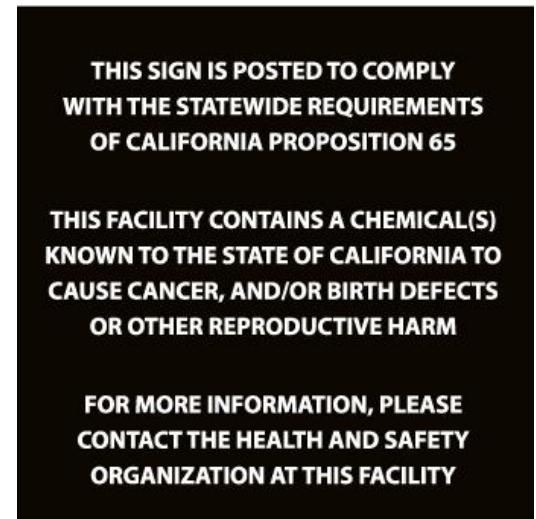 THIS SIGN IS POSTED TO COMPLY
WITH THE STATEWIDE REQUIREMENTS
OF CALIFORNIA PROPOSITION 65
THIS FACILITY CONTAINS A CHEMICAL(S)
KNOWN TO THE STATE OF CALIFORNIA TO
CAUSE CANCER, AND/OR BIRTH DEFECTS
OR OTHER REPRODUCTIVE HARM
FOR MORE INFORMATION, PLEASE
CONTACT THE HEALTH AND SAFETY
ORGANIZATION AT THIS FACILITY